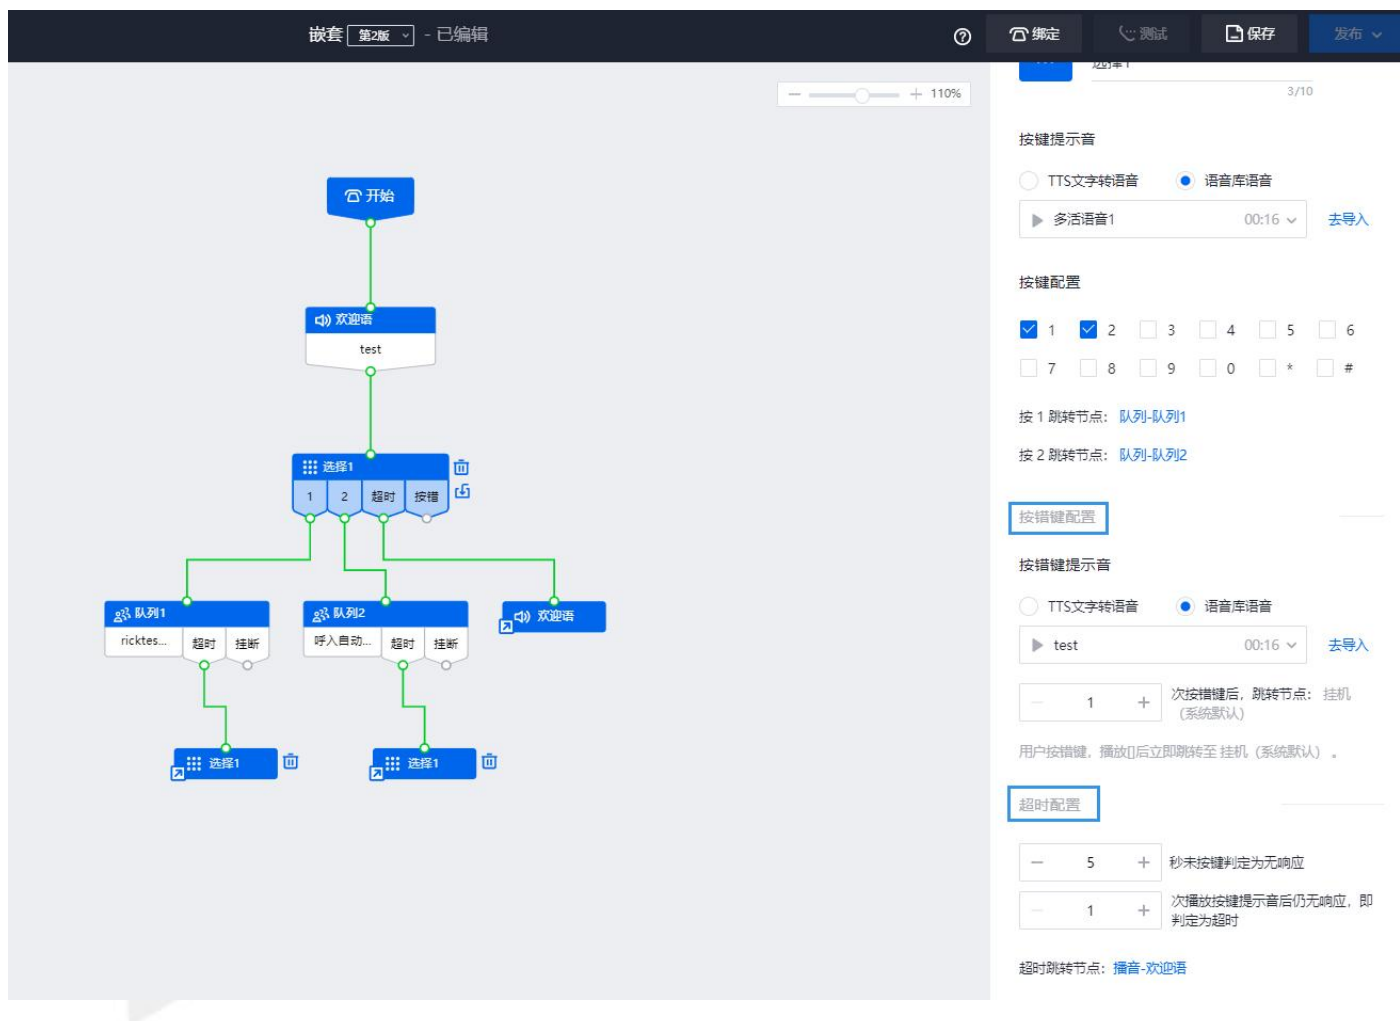 嵌套 第2版 - 已编辑
绑定 测试 保存 发布
110%
选择1
3/10
按键提示音
TTS文字转语音 语音库语音
多活语音1 00:16 去导入
按键配置
1 2 3 4 5 6
7 8 9 0 * #
按 1 跳转节点： 队列-队列1
按 2 跳转节点： 队列-队列2
按错键配置
按错键提示音
TTS文字转语音 语音库语音
test 00:16 去导入
1 次按错键后，跳转节点： 挂机
（系统默认）
用户按错键，播放[]后立即跳转至 挂机（系统默认）。
超时配置
5 秒未按键判定为无响应
1 次播放按键提示音后仍无响应，即
判定为超时
超时跳转节点： 播音-欢迎语
开始
欢迎语
test
选择1
1 2 超时 按错
队列1
ricktes... 超时 挂断
队列2
呼入自动... 超时 挂断
欢迎语
选择1
选择1